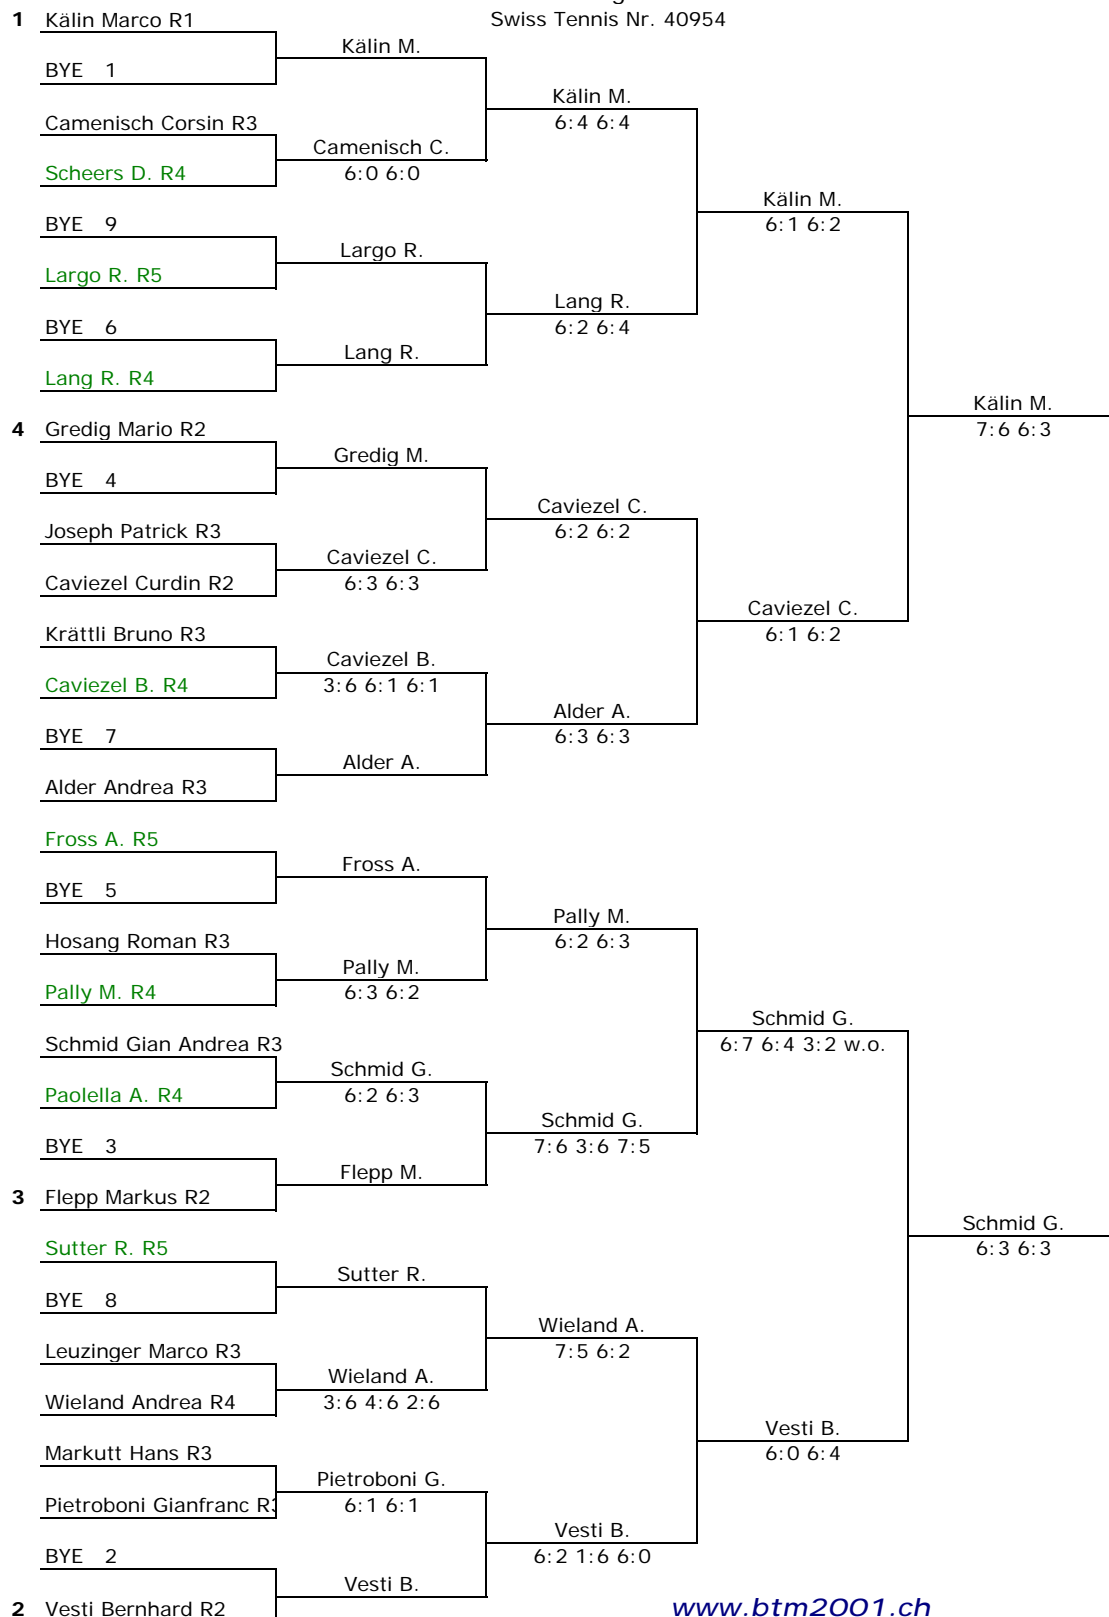 Swiss Tennis Nr. 40954
1 Kälin Marco R1
Kälin M.
BYE 1
Kälin M.
6:4 6:4
Camenisch Corsin R3
Camenisch C.
6:0 6:0
Scheers D. R4
Kälin M.
6:1 6:2
BYE 9
Largo R.
Largo R. R5
Lang R.
6:2 6:4
BYE 6
Lang R.
Lang R. R4
Kälin M.
7:6 6:3
4 Gredig Mario R2
Gredig M.
BYE 4
Caviezel C.
6:2 6:2
Joseph Patrick R3
Caviezel C.
6:3 6:3
Caviezel Curdin R2
Caviezel C.
6:1 6:2
Krättli Bruno R3
Caviezel B.
3:6 6:1 6:1
Caviezel B. R4
Alder A.
6:3 6:3
BYE 7
Alder A.
Alder Andrea R3
Fross A. R5
Fross A.
BYE 5
Pally M.
6:2 6:3
Hosang Roman R3
Pally M.
6:3 6:2
Pally M. R4
Schmid G.
6:7 6:4 3:2 w.o.
Schmid Gian Andrea R3
Schmid G.
6:2 6:3
Paolella A. R4
Schmid G.
7:6 3:6 7:5
BYE 3
Flepp M.
3 Flepp Markus R2
Schmid G.
6:3 6:3
Sutter R. R5
Sutter R.
BYE 8
Wieland A.
7:5 6:2
Leuzinger Marco R3
Wieland A.
3:6 4:6 2:6
Wieland Andrea R4
Vesti B.
6:0 6:4
Markutt Hans R3
Pietroboni G.
6:1 6:1
Pietroboni Gianfranc R3
Vesti B.
6:2 1:6 6:0
BYE 2
Vesti B.
2 Vesti Bernhard R2
www.btm2001.ch